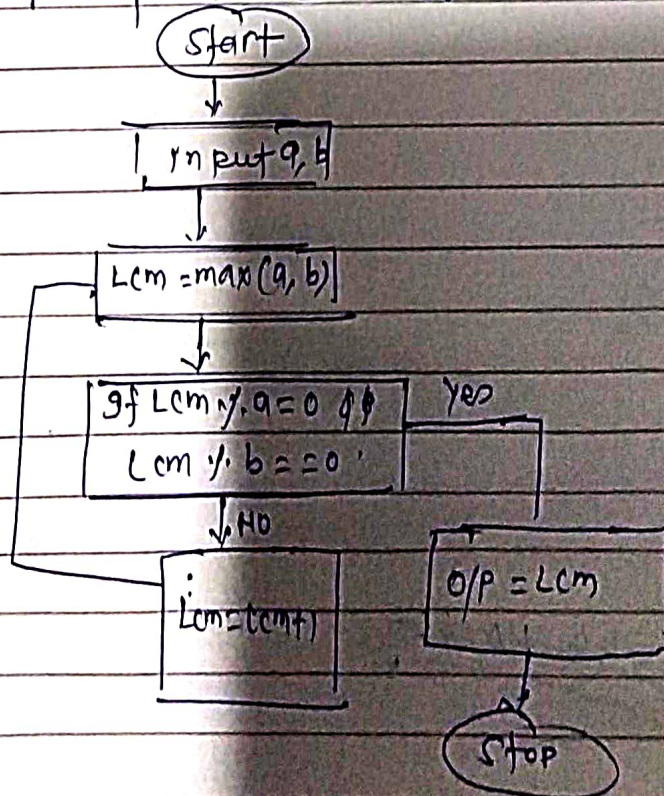 Start
input a, b
Lcm = max(a, b)
If Lcm % a = 0 &&
Lcm % b == 0
Yes
NO
Lcm = Lcm+1
O/P = LCM
Stop